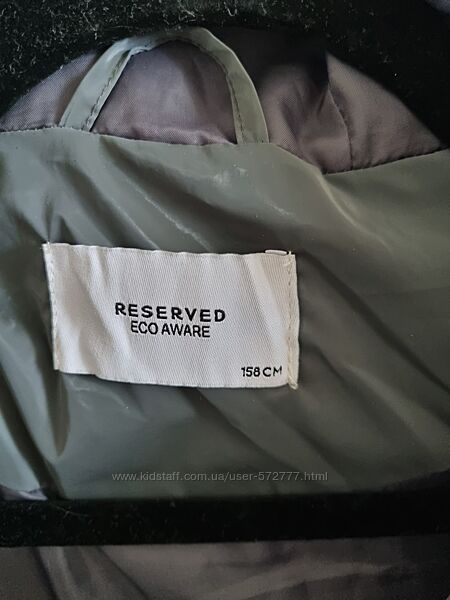 RESERVED
ECO AWARE
158 CM
www.kidstaff.com.ua/user-572777.html